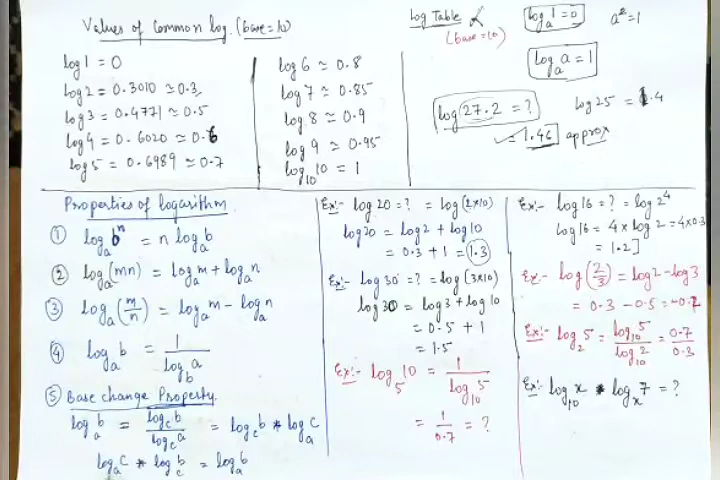 Values of Common log. (base=10)
log 1 = 0
log 2 = 0.3010 ≃ 0.3
log 3 = 0.4771 ≃ 0.5
log 4 = 0.6020 ≃ 0.6
log 5 = 0.6989 ≃ 0.7
log 6 ≃ 0.8
log 7 ≃ 0.85
log 8 ≃ 0.9
log 9 ≃ 0.95
log₁₀ 10 = 1
Log Table
(base=10)
logₐ 1 = 0
a⁰ = 1
logₐ a = 1
log 27.2 = ?
= 1.46 approx
log 25 = 1.4
Properties of logarithm.
① logₐ bⁿ = n logₐ b
② logₐ (mn) = logₐ m + logₐ n
③ logₐ (m/n) = logₐ m - logₐ n
④ logₐ b = 1/log_b a
⑤ Base change Property.
logₐ b = log_c b / log_c a = log_c b * logₐ c
logₐ c * log_c b = logₐ b
Ex:- log 20 = ? = log (2×10)
log 20 = log 2 + log 10
= 0.3 + 1 = 1.3
Ex:- log 30 = ? = log (3×10)
log 30 = log 3 + log 10
= 0.5 + 1
= 1.5
Ex:- log₅ 10 = 1/log₁₀ 5
= 1/0.7 = ?
Ex:- log 16 = ? = log 2⁴
log 16 = 4 × log 2 = 4×0.3
= 1.2
Ex:- log (2/3) = log 2 - log 3
= 0.3 - 0.5 = -0.2
Ex:- log₂ 5 = log₁₀ 5 / log₁₀ 2 = 0.7/0.3
Ex:- log₁₀ x * logₓ 7 = ?